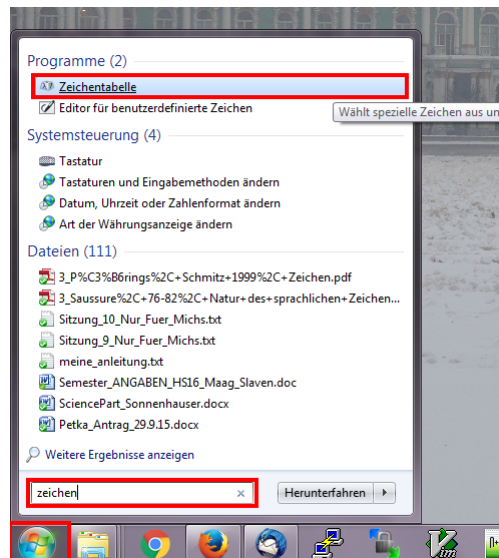 Programme (2)
Zeichentabelle
Editor für benutzerdefinierte Zeichen
Wählt spezielle Zeichen aus un
Systemsteuerung (4)
Tastatur
Tastaturen und Eingabemethoden ändern
Datum, Uhrzeit oder Zahlenformat ändern
Art der Währungsanzeige ändern
Dateien (111)
3_P%C3%B6rings%2C+Schmitz+1999%2C+Zeichen.pdf
3_Saussure%2C+76-82%2C+Natur+des+sprachlichen+Zeichen...
Sitzung_10_Nur_Fuer_Michs.txt
Sitzung_9_Nur_Fuer_Michs.txt
meine_anleitung.txt
Semester_ANGABEN_HS16_Maag_Slaven.doc
SciencePart_Sonnenhauser.docx
Petka_Antrag_29.9.15.docx
Weitere Ergebnisse anzeigen
zeichen
Herunterfahren
Vim